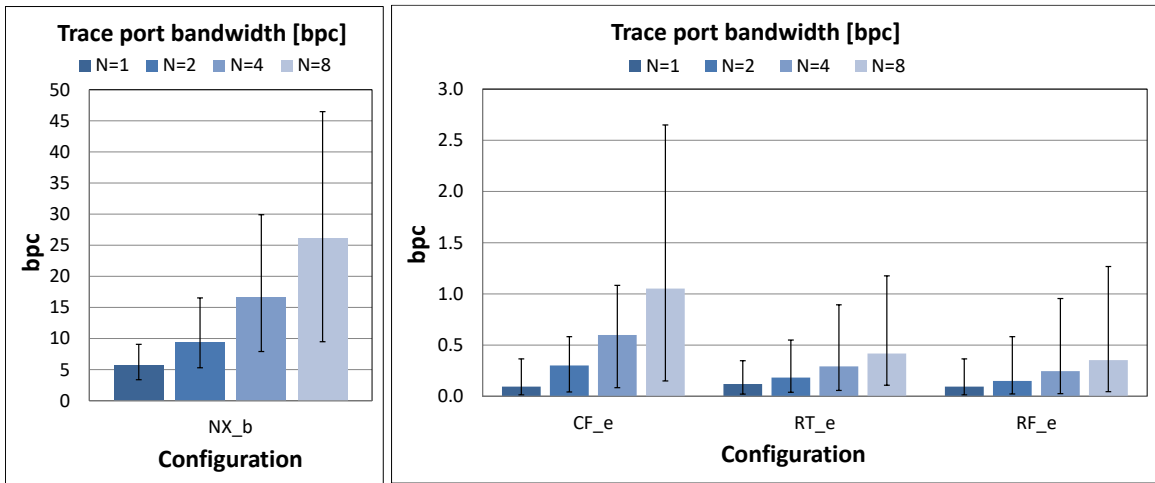 Trace port bandwidth [bpc]
N=1 N=2 N=4 N=8
50
45
40
35
30
25
20
15
10
5
0
bpc
NX_b
Configuration
Trace port bandwidth [bpc]
N=1 N=2 N=4 N=8
3.0
2.5
2.0
1.5
1.0
0.5
0.0
bpc
CF_e RT_e RF_e
Configuration